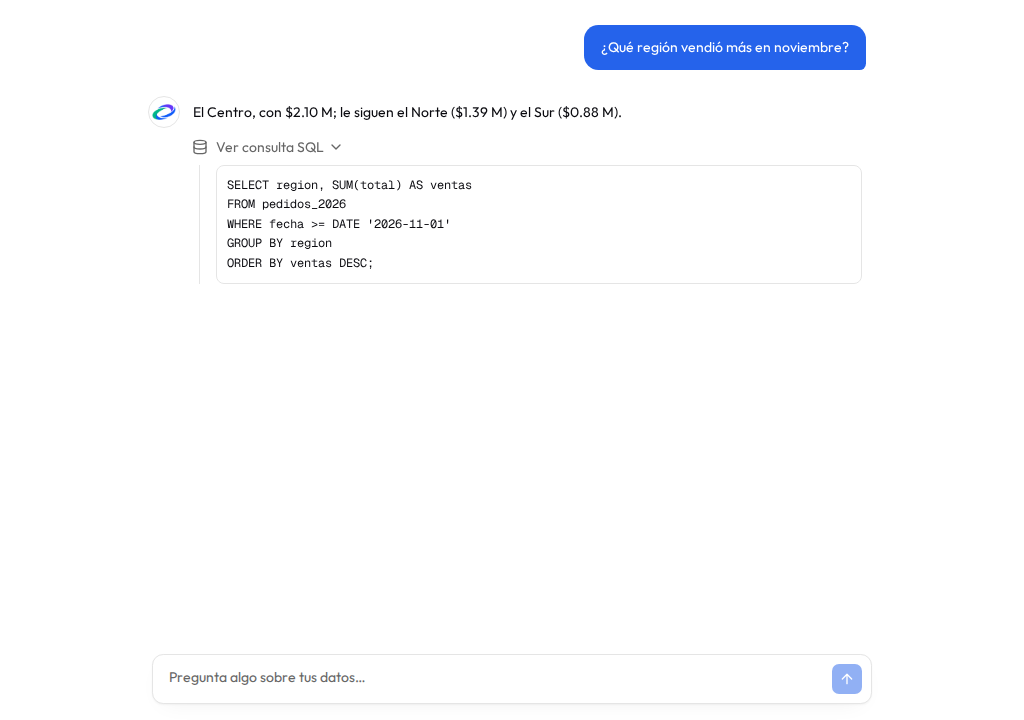 ¿Qué región vendió más en noviembre?
El Centro, con $2.10 M; le siguen el Norte ($1.39 M) y el Sur ($0.88 M).
Ver consulta SQL
SELECT region, SUM(total) AS ventas
FROM pedidos_2026
WHERE fecha >= DATE '2026-11-01'
GROUP BY region
ORDER BY ventas DESC;
Pregunta algo sobre tus datos...